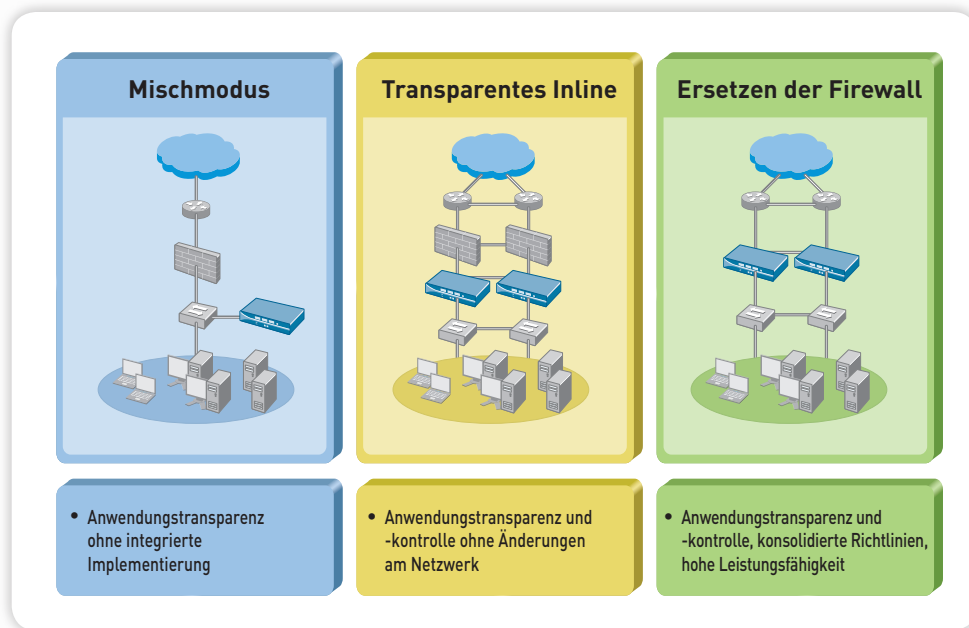 Mischmodus
Transparentes Inline
Ersetzen der Firewall
• Anwendungstransparenz
ohne integrierte
Implementierung
• Anwendungstransparenz und
-kontrolle ohne Änderungen
am Netzwerk
• Anwendungstransparenz und
-kontrolle, konsolidierte Richtlinien,
hohe Leistungsfähigkeit